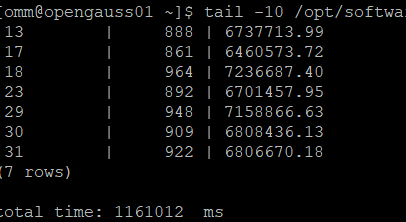 [omm@opengauss01 ~]$ tail -10 /opt/softwa
13 | 888 | 6737713.99
17 | 861 | 6460573.72
18 | 964 | 7236687.40
23 | 892 | 6701457.95
29 | 948 | 7158866.63
30 | 909 | 6808436.13
31 | 922 | 6806670.18
(7 rows)
total time: 1161012 ms